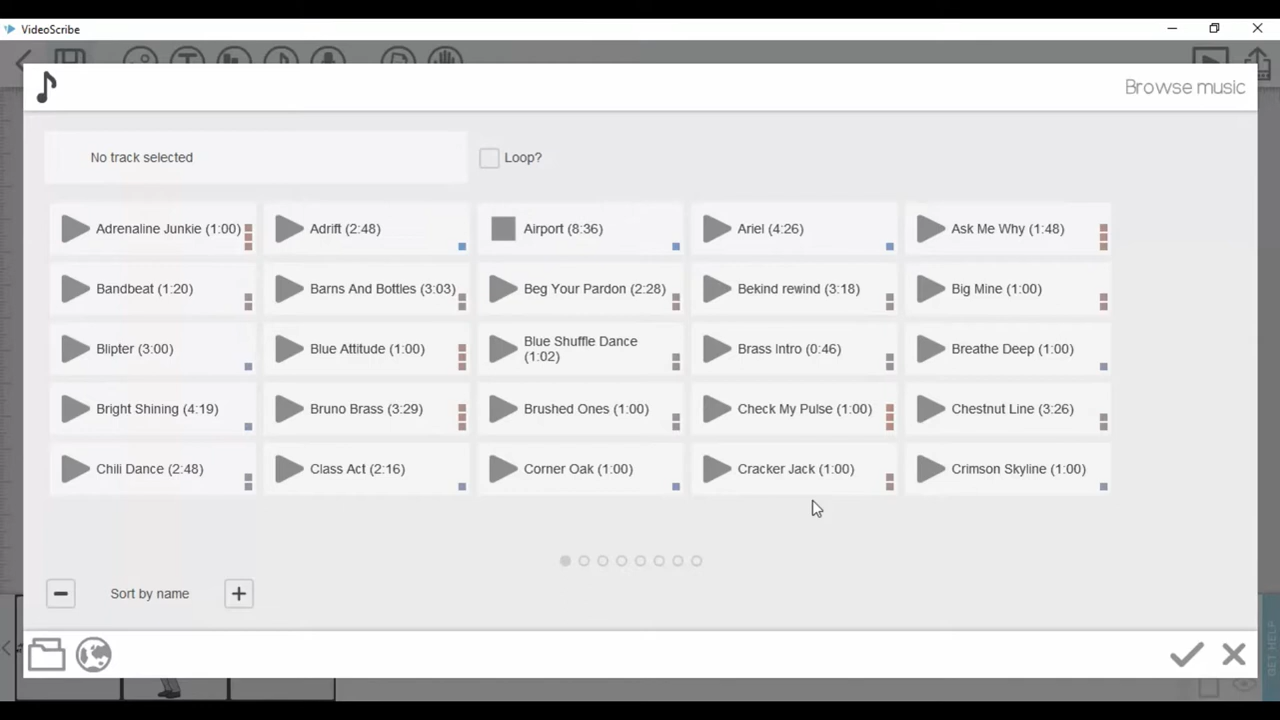 VideoScribe
Browse music
No track selected
Loop?
Adrenaline Junkie (1:00)
Adrift (2:48)
Airport (8:36)
Ariel (4:26)
Ask Me Why (1:48)
Bandbeat (1:20)
Barns And Botties (3:03)
Beg Your Pardon (2:28)
Bekind rewind (3:18)
Big Mine (1:00)
Blipter (3:00)
Blue Attitude (1:00)
Blue Shuffle Dance
(1:02)
Brass Intro (0:46)
Breathe Deep (1:00)
Bright Shining (4:19)
Bruno Brass (3:29)
Brushed Ones (1:00)
Check My Pulse (1:00)
Chestnut Line (3:26)
Chili Dance (2:48)
Class Act (2:16)
Corner Oak (1:00)
Cracker Jack (1:00)
Crimson Skyline (1:00)
Sort by name
GET HELP